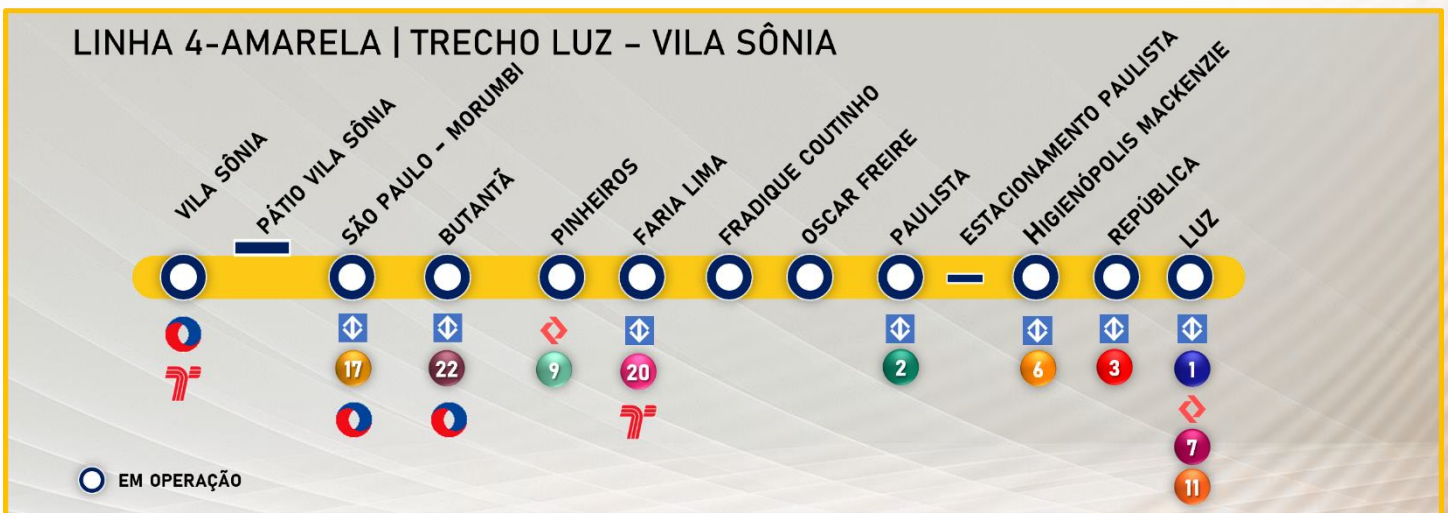 LINHA 4-AMARELA | TRECHO LUZ – VILA SÔNIA
VILA SÔNIA
PÁTIO VILA SÔNIA
SÃO PAULO - MORUMBI
BUTANTÃ
PINHEIROS
FARIA LIMA
FRADIQUE COUTINHO
OSCAR FREIRE
PAULISTA
ESTACIONAMENTO PAULISTA
HIGIENÓPOLIS MACKENZIE
REPÚBLICA
LUZ
17
22
9
20
2
6
3
1
7
11
EM OPERAÇÃO